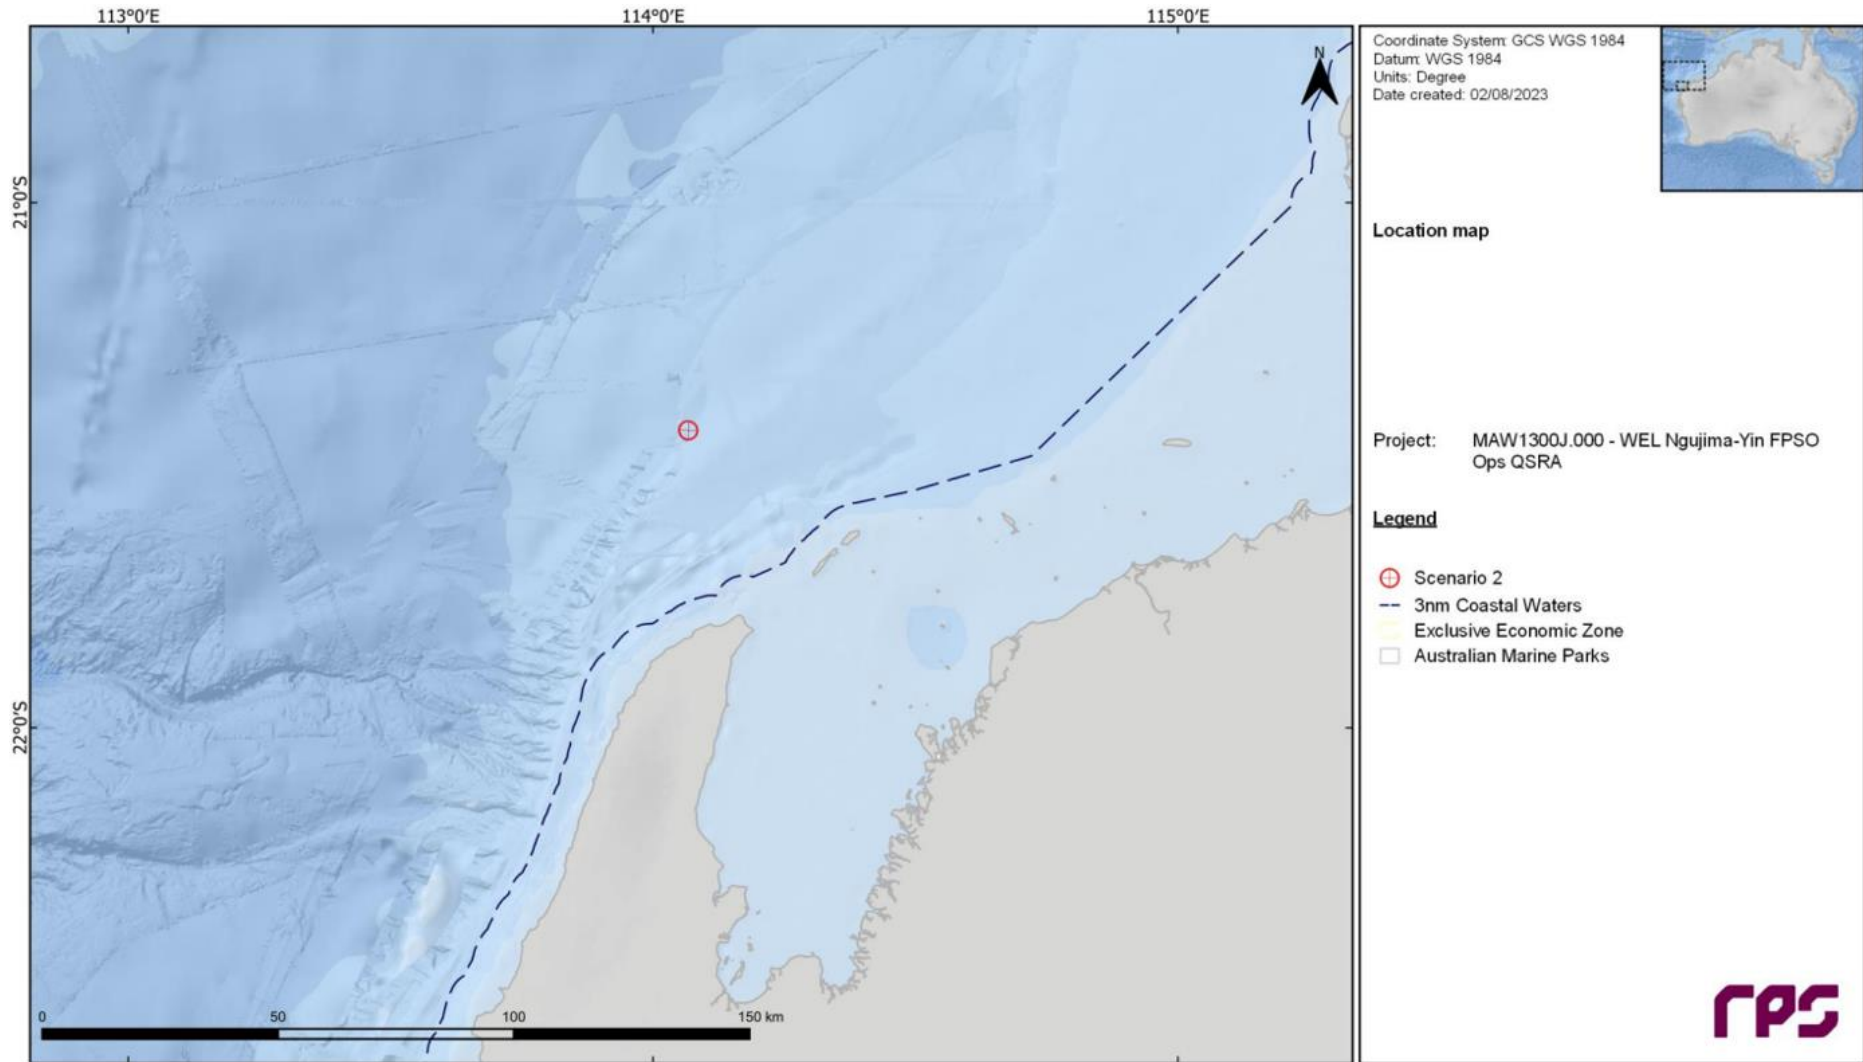 113°0′E
114°0′E
115°0′E
21°0′S
22°0′S
N
0
50
100
150 km
Coordinate System: GCS WGS 1984
Datum: WGS 1984
Units: Degree
Date created: 02/08/2023
Location map
Project: MAW1300J.000 - WEL Ngujima-Yin FPSO
Ops QSRA
Legend
Scenario 2
3nm Coastal Waters
Exclusive Economic Zone
Australian Marine Parks
rps